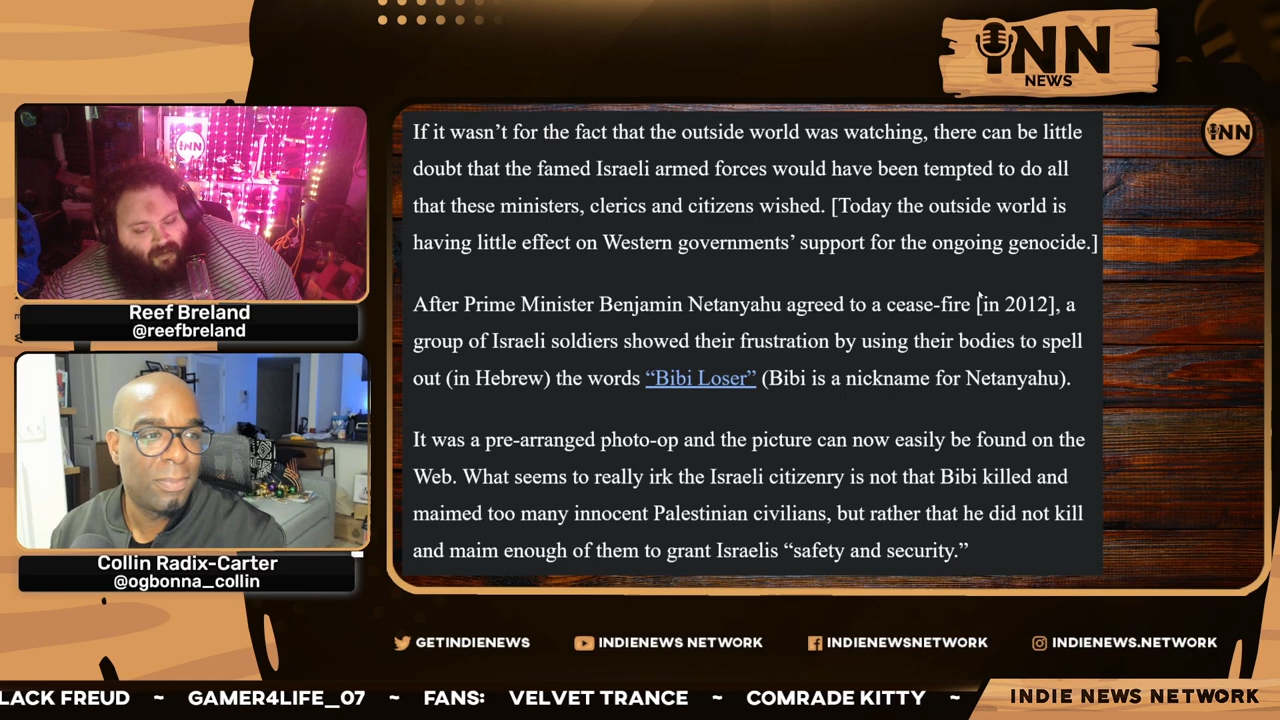 iNN
NEWS
iNN
If it wasn’t for the fact that the outside world was watching, there can be little
doubt that the famed Israeli armed forces would have been tempted to do all
that these ministers, clerics and citizens wished. [Today the outside world is
having little effect on Western governments’ support for the ongoing genocide.]
After Prime Minister Benjamin Netanyahu agreed to a cease-fire [in 2012], a
group of Israeli soldiers showed their frustration by using their bodies to spell
out (in Hebrew) the words “Bibi Loser” (Bibi is a nickname for Netanyahu).
It was a pre-arranged photo-op and the picture can now easily be found on the
Web. What seems to really irk the Israeli citizenry is not that Bibi killed and
maimed too many innocent Palestinian civilians, but rather that he did not kill
and maim enough of them to grant Israelis “safety and security.”
iNN
Reef Breland
@reefbreland
Collin Radix-Carter
@ogbonna_collin
GETINDIENEWS
INDIENEWS NETWORK
INDIENEWSNETWORK
INDIENEWS.NETWORK
LACK FREUD ~ GAMER4LIFE_07 ~ FANS: VELVET TRANCE ~ COMRADE KITTY ~
INDIE NEWS NETWORK